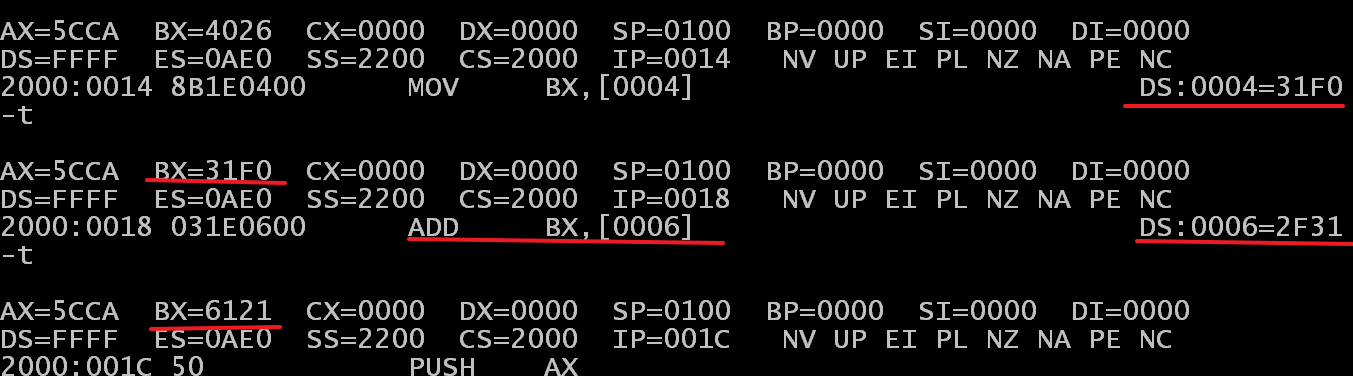 AX=5CCA  BX=4026  CX=0000  DX=0000  SP=0100  BP=0000  SI=0000  DI=0000
DS=FFFF  ES=0AE0  SS=2200  CS=2000  IP=0014   NV UP EI PL NZ NA PE NC
2000:0014 8B1E0400      MOV     BX,[0004]                             DS:0004=31F0
-t
AX=5CCA  BX=31F0  CX=0000  DX=0000  SP=0100  BP=0000  SI=0000  DI=0000
DS=FFFF  ES=0AE0  SS=2200  CS=2000  IP=0018   NV UP EI PL NZ NA PE NC
2000:0018 031E0600      ADD     BX,[0006]                             DS:0006=2F31
-t
AX=5CCA  BX=6121  CX=0000  DX=0000  SP=0100  BP=0000  SI=0000  DI=0000
DS=FFFF  ES=0AE0  SS=2200  CS=2000  IP=001C   NV UP EI PL NZ NA PE NC
2000:001C 50            PUSH    AX